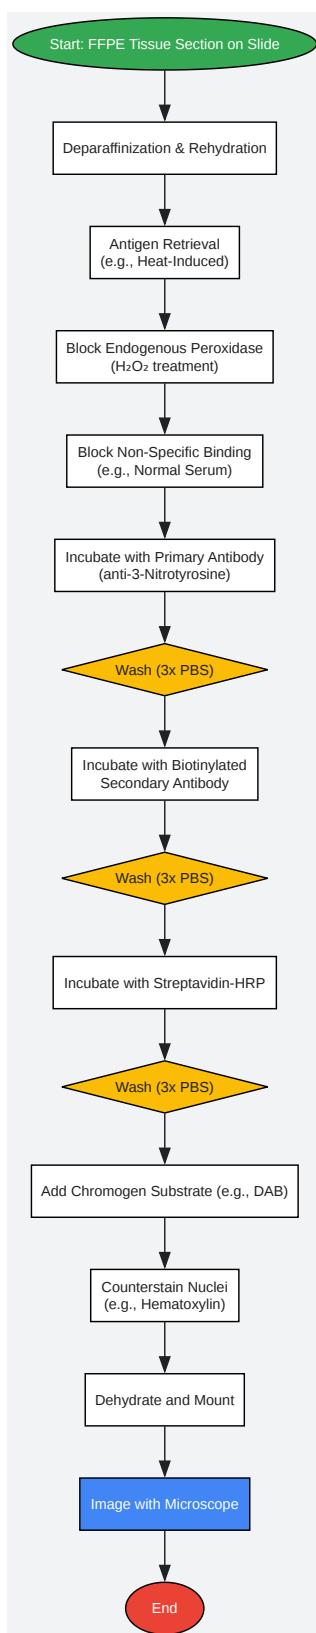 Start: FFPE Tissue Section on Slide
Deparaffinization & Rehydration
Antigen Retrieval
(e.g., Heat-Induced)
Block Endogenous Peroxidase
(H₂O₂ treatment)
Block Non-Specific Binding
(e.g., Normal Serum)
Incubate with Primary Antibody
(anti-3-Nitrotyrosine)
Wash (3x PBS)
Incubate with Biotinylated
Secondary Antibody
Wash (3x PBS)
Incubate with Streptavidin-HRP
Wash (3x PBS)
Add Chromogen Substrate (e.g., DAB)
Counterstain Nuclei
(e.g., Hematoxylin)
Dehydrate and Mount
Image with Microscope
End